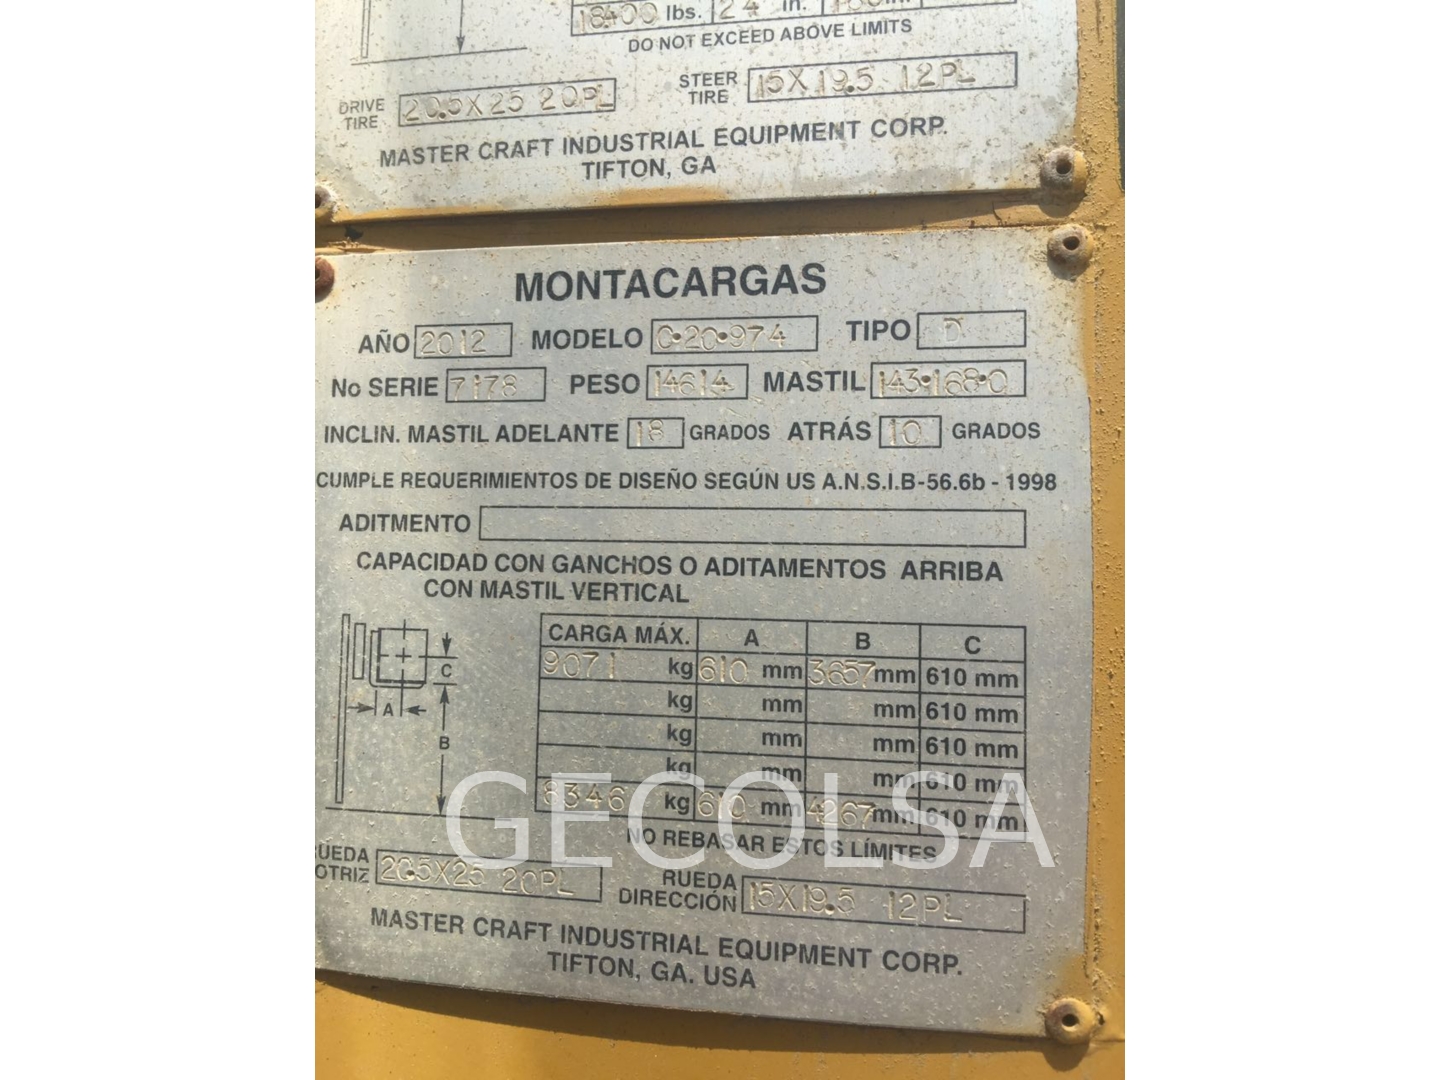 18400 lbs. 24 in.
DO NOT EXCEED ABOVE LIMITS
DRIVE TIRE 20.5X25 20PL STEER TIRE 15X19.5 12PL
MASTER CRAFT INDUSTRIAL EQUIPMENT CORP.
TIFTON, GA
MONTACARGAS
AÑO 2012 MODELO C•20•974 TIPO D
No SERIE 7178 PESO 14614 MASTIL 143•168•0
INCLIN. MASTIL ADELANTE 18 GRADOS ATRÁS 10 GRADOS
CUMPLE REQUERIMIENTOS DE DISEÑO SEGÚN US A.N.S.I.B-56.6b - 1998
ADITMENTO
CAPACIDAD CON GANCHOS O ADITAMENTOS ARRIBA
CON MASTIL VERTICAL
CARGA MÁX. A B C
9071 kg 610 mm 3657 mm 610 mm
kg mm mm 610 mm
kg mm mm 610 mm
kg mm mm 610 mm
8346 kg 610 mm 4267 mm 610 mm
C
A
B
NO REBASAR ESTOS LÍMITES
20.5X25 20PL RUEDA DIRECCIÓN 15X19.5 12PL
MASTER CRAFT INDUSTRIAL EQUIPMENT CORP.
TIFTON, GA. USA
GECOLSA